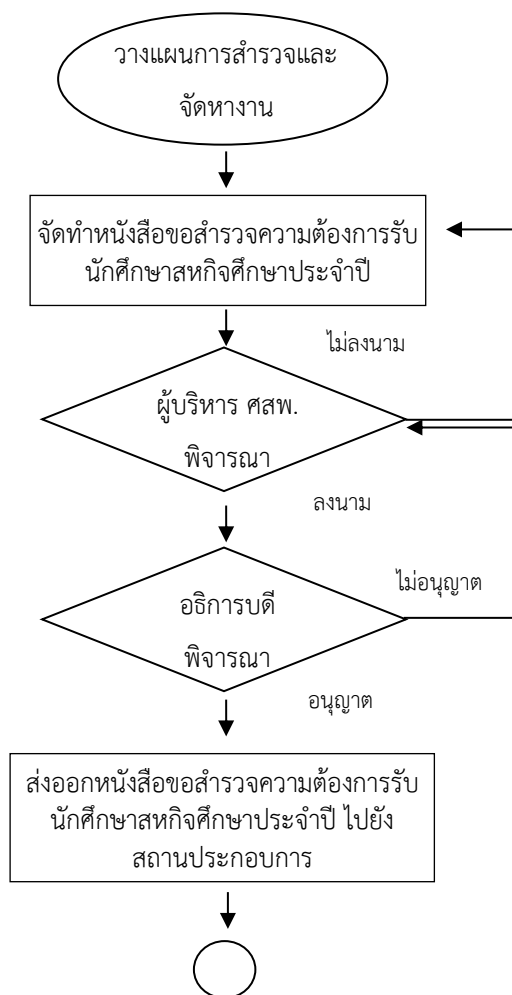 วางแผนการสำรวจและ
จัดหางาน
จัดทำหนังสือขอสำรวจความต้องการรับ
นักศึกษาสหกิจศึกษาประจำปี
ไม่ลงนาม
ผู้บริหาร ศสพ.
พิจารณา
ลงนาม
อธิการบดี
พิจารณา
ไม่อนุญาต
อนุญาต
ส่งออกหนังสือขอสำรวจความต้องการรับ
นักศึกษาสหกิจศึกษาประจำปี ไปยัง
สถานประกอบการ